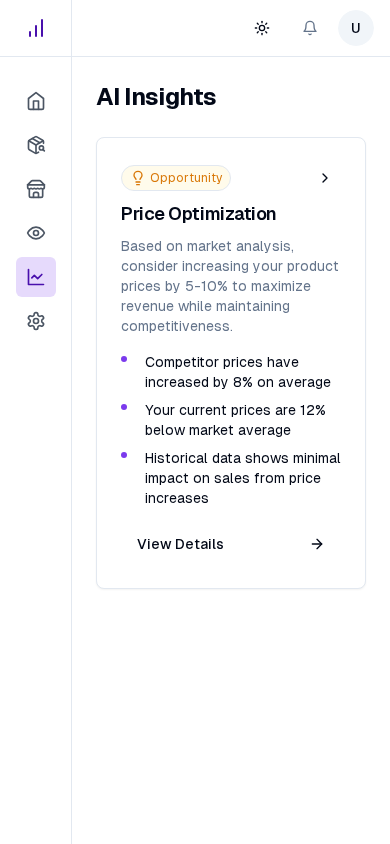 U
AI Insights
Opportunity
Price Optimization
Based on market analysis,
consider increasing your product
prices by 5-10% to maximize
revenue while maintaining
competitiveness.
Competitor prices have
increased by 8% on average
Your current prices are 12%
below market average
Historical data shows minimal
impact on sales from price
increases
View Details